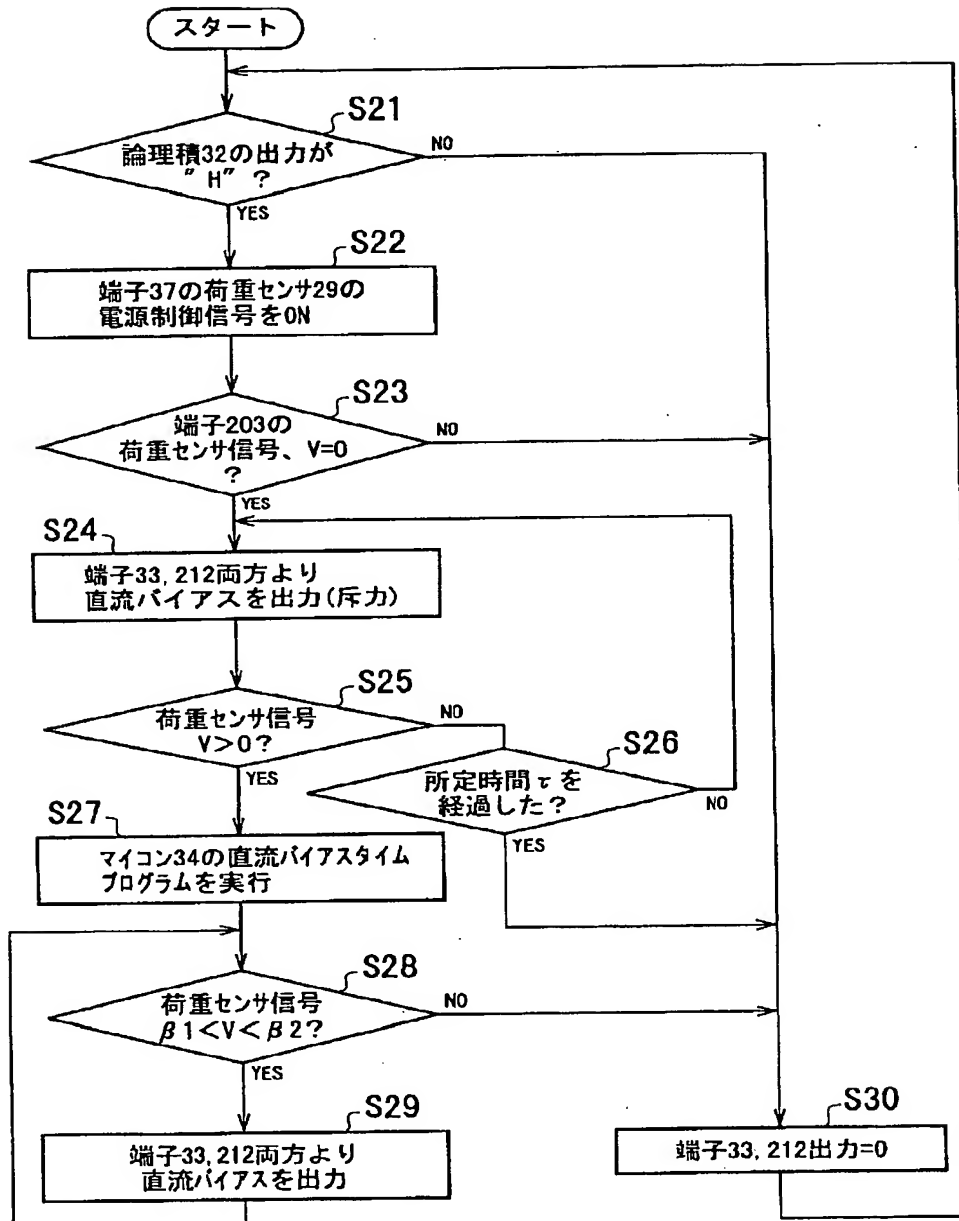 スタート
S21
論理積32の出力が
"H" ?
NO
YES
S22
端子37の荷重センサ29の
電源制御信号をON
S23
端子203の
荷重センサ信号、V=0
?
NO
YES
S24
端子33,212両方より
直流バイアスを出力(斥力)
S25
荷重センサ信号
V>0?
NO
YES
S26
所定時間τを
経過した?
NO
YES
S27
マイコン34の直流バイアスタイム
プログラムを実行
S28
荷重センサ信号
β1<V<β2?
NO
YES
S29
端子33,212両方より
直流バイアスを出力
S30
端子33,212出力=0